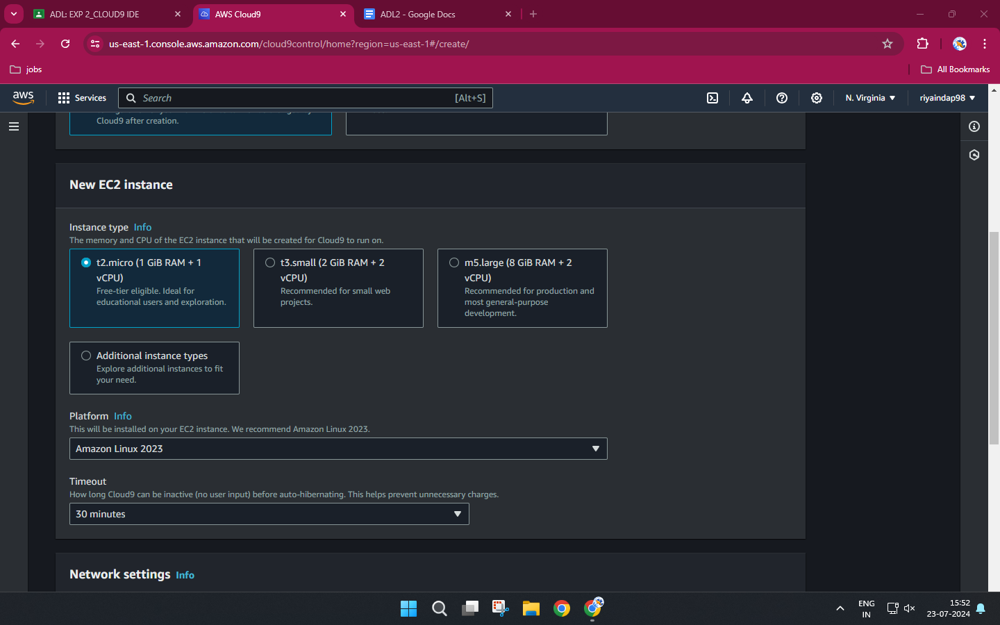 ADL: EXP 2_CLOUD9 IDE
AWS Cloud9
ADL2 - Google Docs
us-east-1.console.aws.amazon.com/cloud9control/home?region=us-east-1#/create/
jobs
All Bookmarks
aws
Services
Search
[Alt+S]
N. Virginia
riyaindap98
Cloud9 after creation.
New EC2 instance
Instance type Info
The memory and CPU of the EC2 instance that will be created for Cloud9 to run on.
t2.micro (1 GiB RAM + 1
vCPU)
Free-tier eligible. Ideal for
educational users and exploration.
t3.small (2 GiB RAM + 2
vCPU)
Recommended for small web
projects.
m5.large (8 GiB RAM + 2
vCPU)
Recommended for production and
most general-purpose
development.
Additional instance types
Explore additional instances to fit
your need.
Platform Info
This will be installed on your EC2 instance. We recommend Amazon Linux 2023.
Amazon Linux 2023
Timeout
How long Cloud9 can be inactive (no user input) before auto-hibernating. This helps prevent unnecessary charges.
30 minutes
Network settings Info
ENG
IN
15:52
23-07-2024